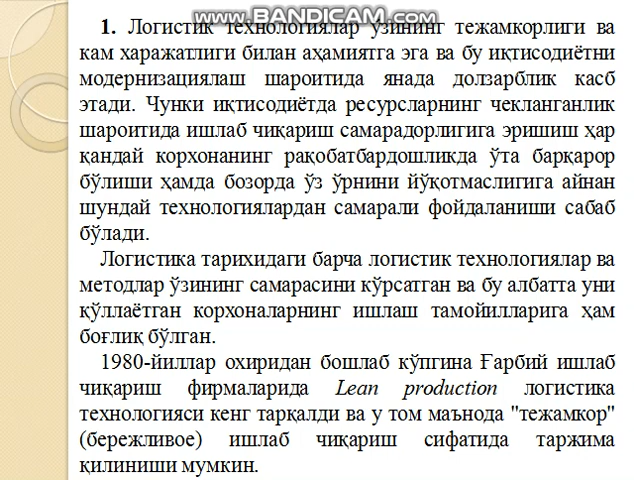 www.BANDICAM.com
1. Логистик технологиялар ўзининг тежамкорлиги ва
кам харажатлиги билан аҳамиятга эга ва бу иқтисодиётни
модернизациялаш шароитида янада долзарблик касб
этади. Чунки иқтисодиётда ресурсларнинг чекланганлик
шароитида ишлаб чиқариш самарадорлигига эришиш ҳар
қандай корхонанинг рақобатбардошликда ўта барқарор
бўлиши ҳамда бозорда ўз ўрнини йўқотмаслигига айнан
шундай технологиялардан самарали фойдаланиши сабаб
бўлади.
Логистика тарихидаги барча логистик технологиялар ва
методлар ўзининг самарасини кўрсатган ва бу албатта уни
қўллаётган корхоналарнинг ишлаш тамойилларига ҳам
боғлиқ бўлган.
1980-йиллар охиридан бошлаб кўпгина Ғарбий ишлаб
чиқариш фирмаларида Lean production логистика
технологияси кенг тарқалди ва у том маънода "тежамкор"
(бережливое) ишлаб чиқариш сифатида таржима
қилиниши мумкин.